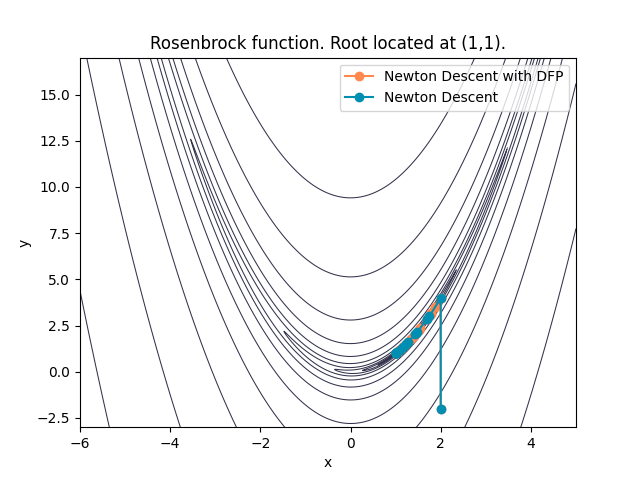 Rosenbrock function. Root located at (1,1).
Newton Descent with DFP
Newton Descent
15.0
12.5
10.0
7.5
5.0
2.5
0.0
−2.5
y
−6
−4
−2
0
2
4
x